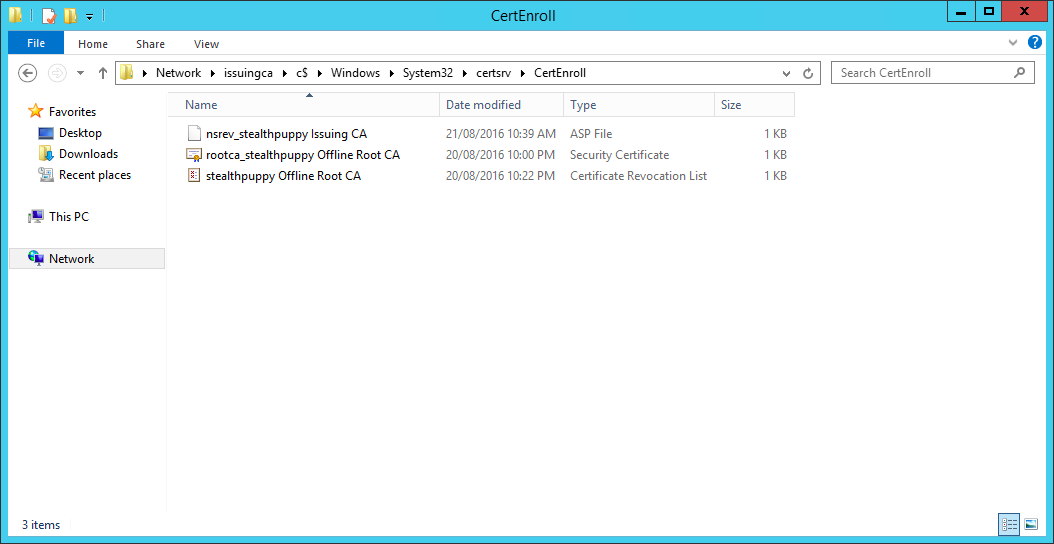 CertEnroll
File Home Share View
Network issuingca c$ Windows System32 certsrv CertEnroll Search CertEnroll
Favorites
Desktop
Downloads
Recent places
This PC
Network
Name Date modified Type Size
nsrev_stealthpuppy Issuing CA 21/08/2016 10:39 AM ASP File 1 KB
rootca_stealthpuppy Offline Root CA 20/08/2016 10:00 PM Security Certificate 1 KB
stealthpuppy Offline Root CA 20/08/2016 10:22 PM Certificate Revocation List 1 KB
3 items